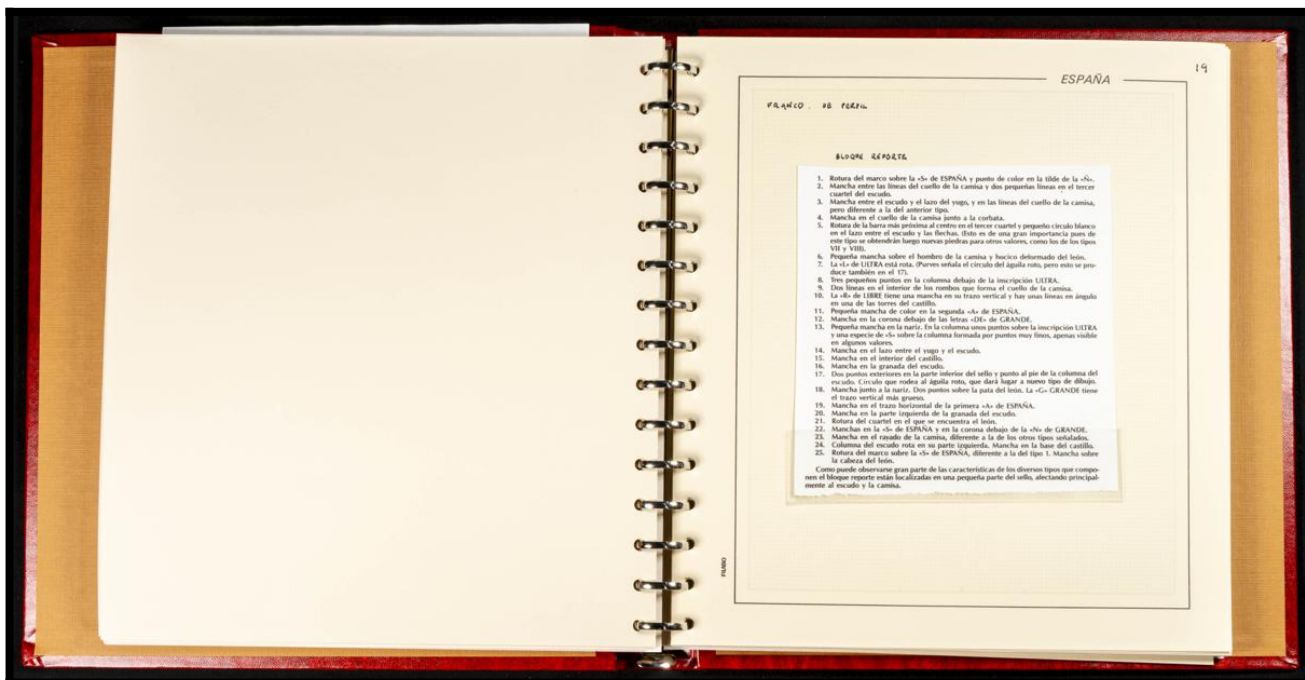 19
ESPAÑA
FRANCO. DE PERFIL
BLOQUE REPORTE
1. Rotura del marco sobre la «S» de ESPAÑA y punto de color en la tilde de la «Ñ».
2. Mancha entre las líneas del cuello de la camisa y dos pequeñas líneas en el tercer
cuartel del escudo.
3. Mancha entre el escudo y el lazo del yugo, y en las líneas del cuello de la camisa,
pero diferente a la del anterior tipo.
4. Mancha en el cuello de la camisa junto a la corbata.
5. Rotura de la barra más próxima al centro en el tercer cuartel y pequeño círculo blanco
en el lazo entre el escudo y las flechas. (Esto es de una gran importancia pues de
este tipo se obtendrán luego nuevas piedras para otros valores, como los de los tipos
VII y VIII).
6. Pequeña mancha sobre el hombro de la camisa y hocico deformado del león.
7. La «L» de ULTRA está rota. (Purves señala el círculo del águila roto, pero esto se pro-
duce también en el 17).
8. Tres pequeños puntos en la columna debajo de la inscripción ULTRA.
9. Dos líneas en el interior de los rombos que forma el cuello de la camisa.
10. La «R» de LIBRE tiene una mancha en su trazo vertical y hay unas líneas en ángulo
en una de las torres del castillo.
11. Pequeña mancha de color en la segunda «A» de ESPAÑA.
12. Mancha en la corona debajo de las letras «DE» de GRANDE.
13. Pequeña mancha en la nariz. En la columna unos puntos sobre la inscripción ULTRA
y una especie de «S» sobre la columna formada por puntos muy finos, apenas visible
en algunos valores.
14. Mancha en el lazo entre el yugo y el escudo.
15. Mancha en el interior del castillo.
16. Mancha en la granada del escudo.
17. Dos puntos exteriores en la parte inferior del sello y punto al pie de la columna del
escudo. Círculo que rodea al águila roto, que dará lugar a nuevo tipo de dibujo.
18. Mancha junto a la nariz. Dos puntos sobre la pata del león. La «G» GRANDE tiene
el trazo vertical más grueso.
19. Mancha en el trazo horizontal de la primera «A» de ESPAÑA.
20. Mancha en la parte izquierda de la granada del escudo.
21. Rotura del cuartel en el que se encuentra el león.
22. Manchas en la «S» de ESPAÑA y en la corona debajo de la «N» de GRANDE.
23. Mancha en el rayado de la camisa, diferente a la de los otros tipos señalados.
24. Columna del escudo rota en su parte izquierda. Mancha en la base del castillo.
25. Rotura del marco sobre la «S» de ESPAÑA, diferente a la del tipo 1. Mancha sobre
la cabeza del león.
Como puede observarse gran parte de las características de los diversos tipos que compo-
nen el bloque reporte están localizadas en una pequeña parte del sello, afectando principal-
mente al escudo y la camisa.
FILABO